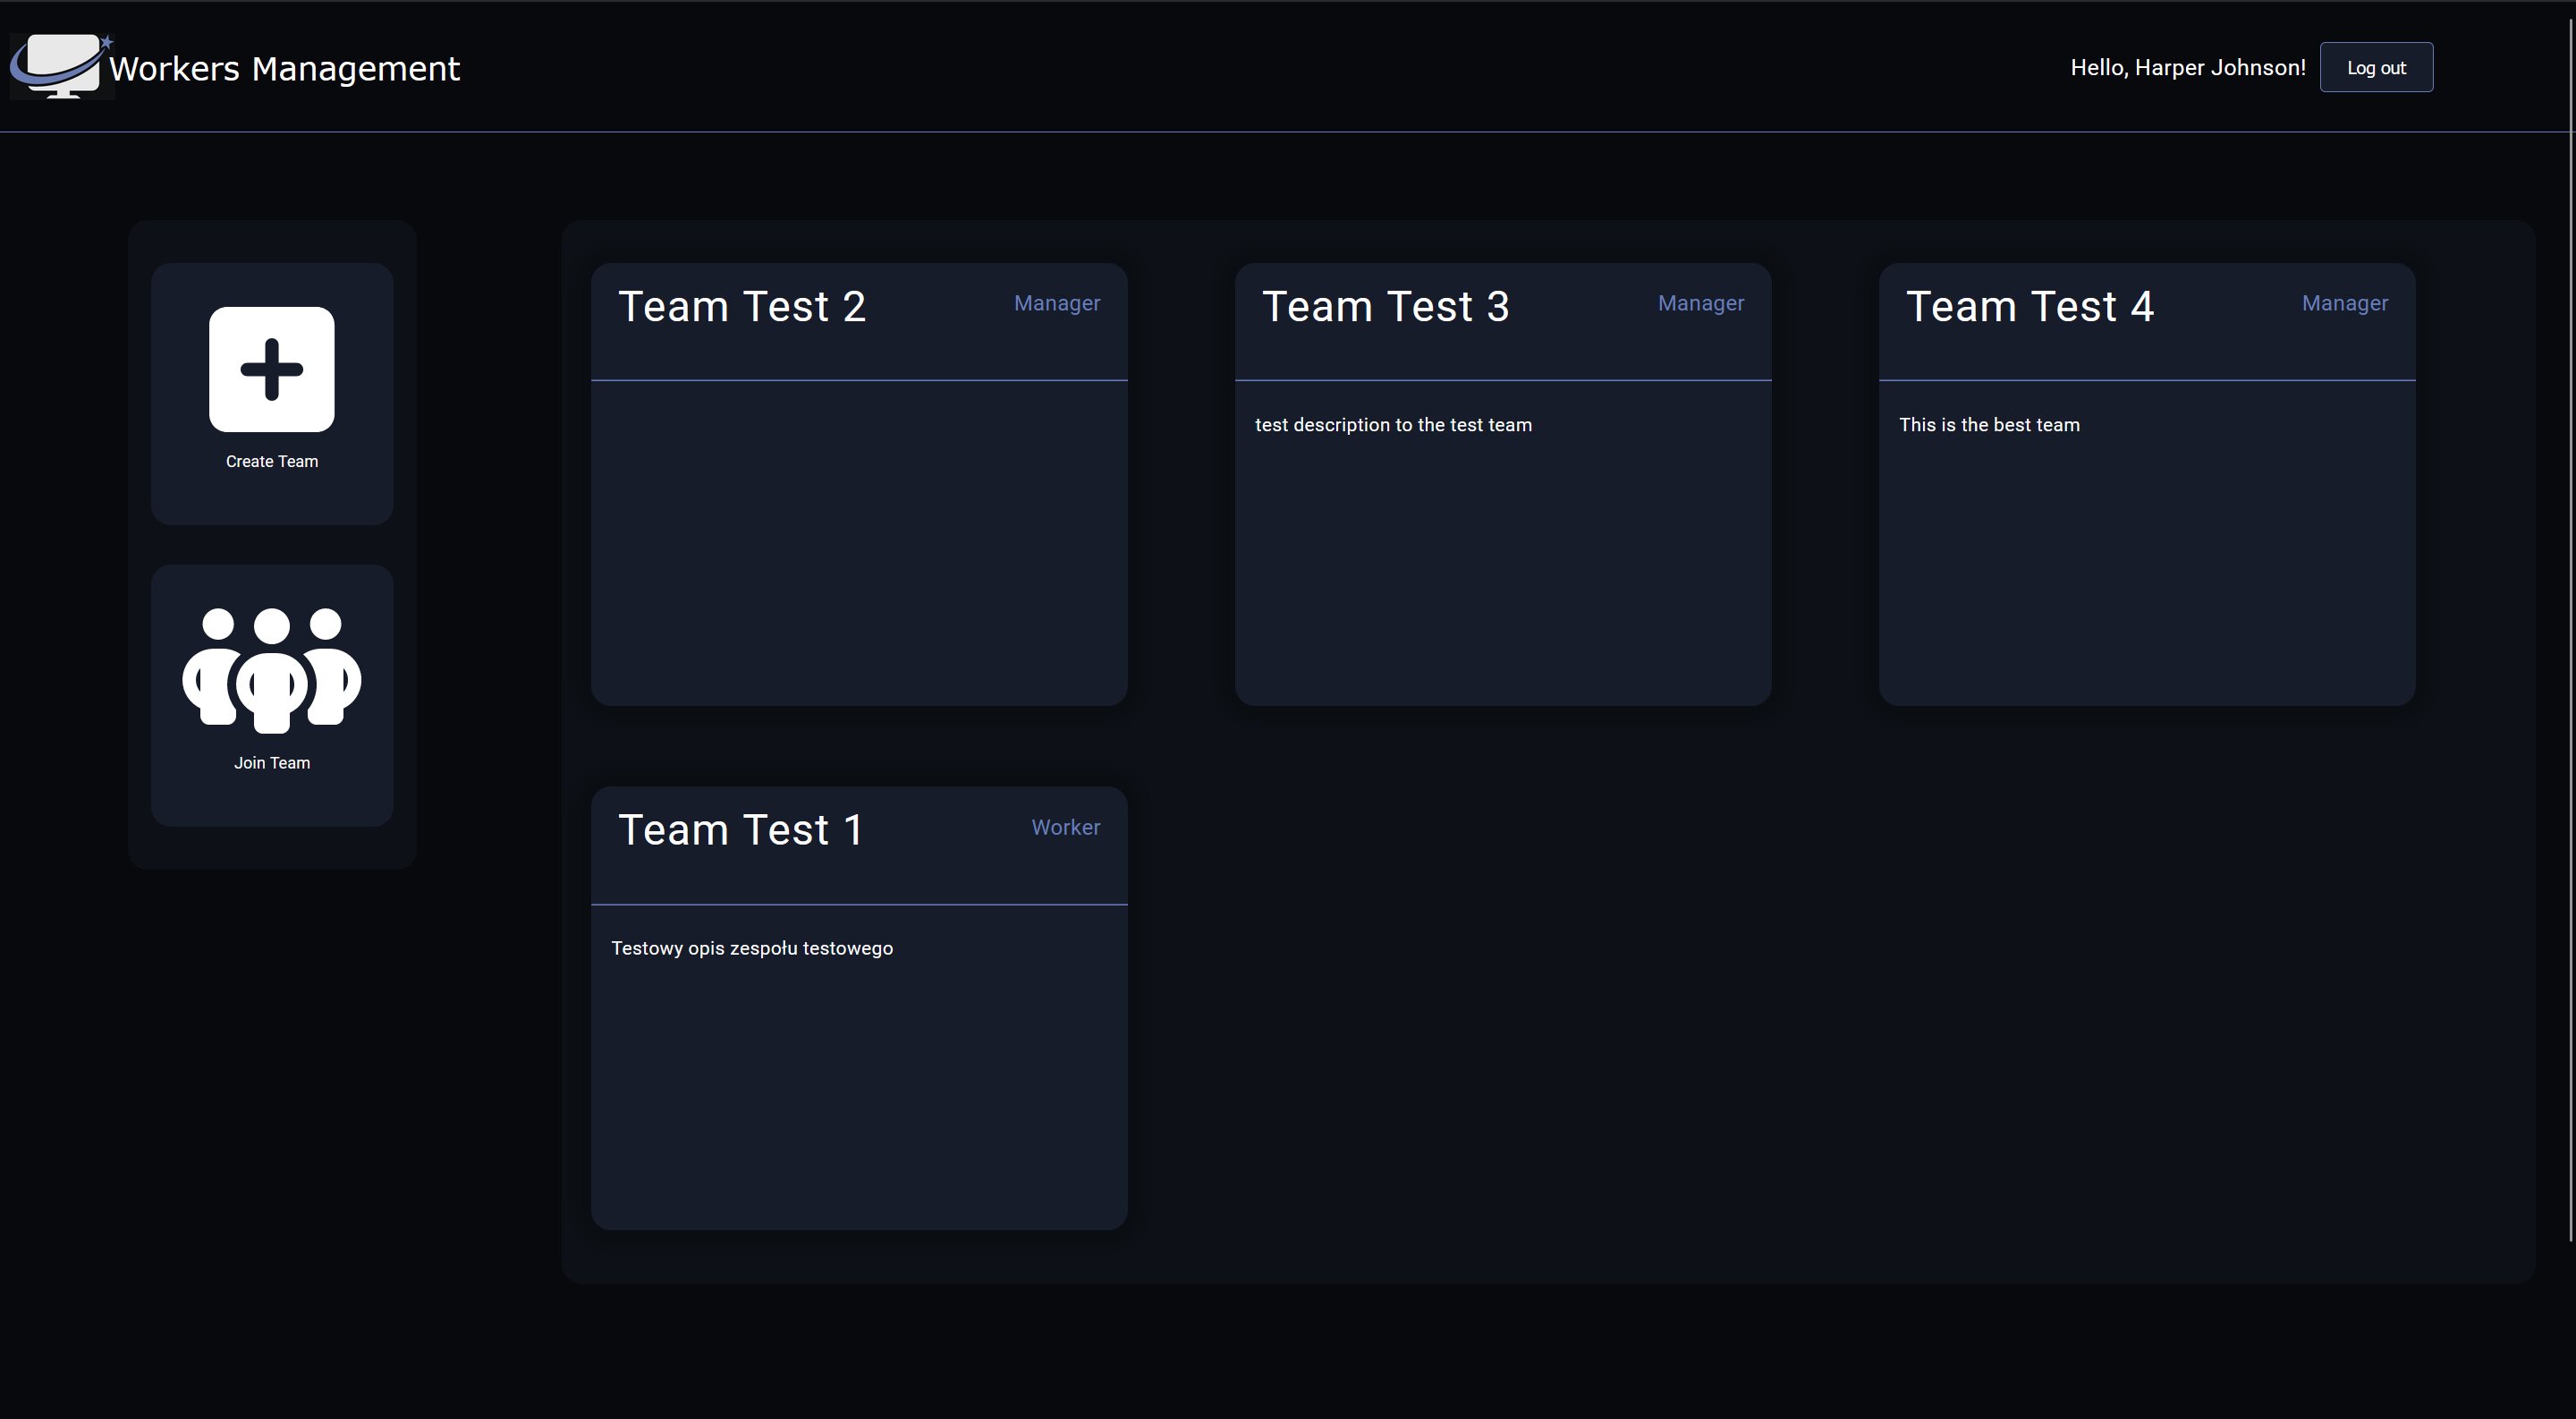 Workers Management
Hello, Harper Johnson!
Log out
Create Team
Join Team
Team Test 2
Manager
Team Test 3
Manager
test description to the test team
Team Test 4
Manager
This is the best team
Team Test 1
Worker
Testowy opis zespołu testowego